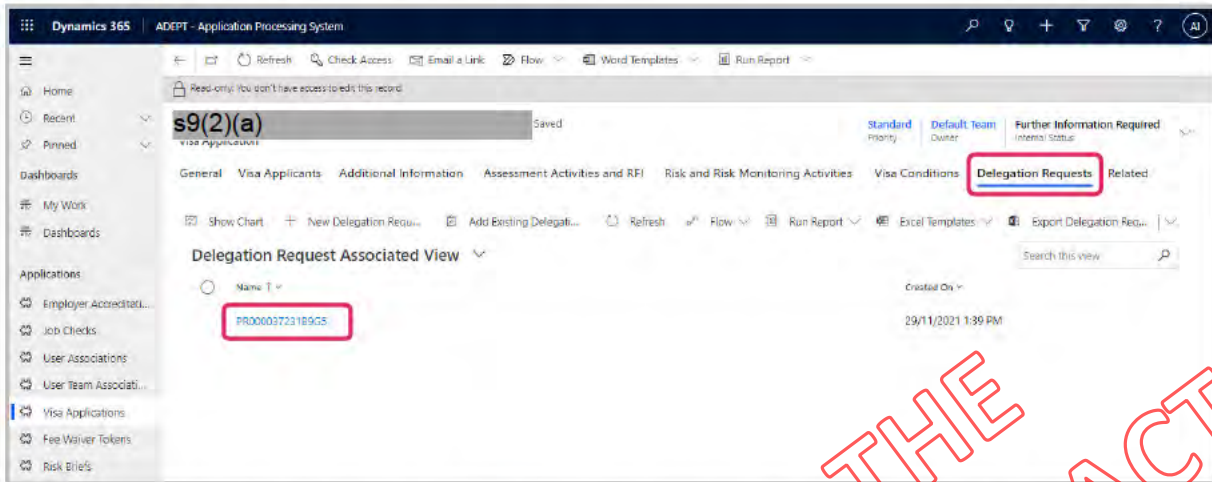 Dynamics 365 ADEPT - Application Processing System ? AI
Refresh Check Access Email a Link Flow Word Templates Run Report
Home
Read-only: You don't have access to edit this record.
Recent
s9(2)(a) Saved
Standard Default Team Further Information Required
Priority Owner Internal Status
Visa Application
Pinned
Dashboards
General Visa Applicants Additional Information Assessment Activities and RFI Risk and Risk Monitoring Activities Visa Conditions Delegation Requests Related
My Work
Dashboards
Show Chart + New Delegation Requ... Add Existing Delegati... Refresh Flow Run Report Excel Templates Export Delegation Req...
Delegation Request Associated View Search this view
Applications
Name ↑ Created On
Employer Accreditati...
PR00003723189G5 29/11/2021 1:39 PM
Job Checks
User Associations
User Team Associati...
Visa Applications
Fee Waiver Tokens
Risk Briefs
THE
ACT